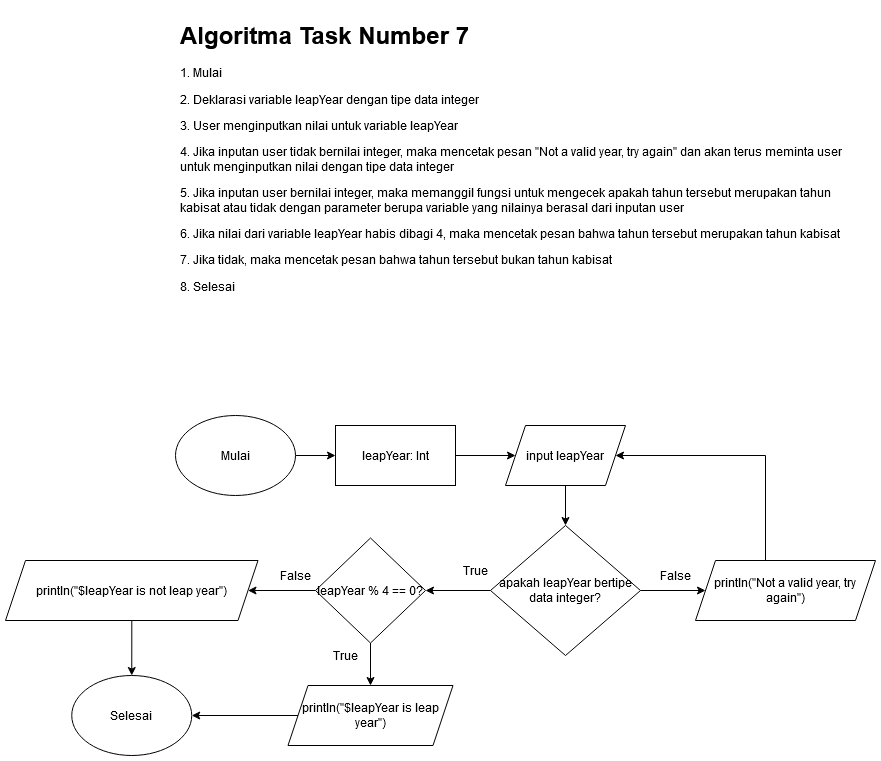 Algoritma Task Number 7
1. Mulai
2. Deklarasi variable leapYear dengan tipe data integer
3. User menginputkan nilai untuk variable leapYear
4. Jika inputan user tidak bernilai integer, maka mencetak pesan "Not a valid year, try again" dan akan terus meminta user
untuk menginputkan nilai dengan tipe data integer
5. Jika inputan user bernilai integer, maka memanggil fungsi untuk mengecek apakah tahun tersebut merupakan tahun
kabisat atau tidak dengan parameter berupa variable yang nilainya berasal dari inputan user
6. Jika nilai dari variable leapYear habis dibagi 4, maka mencetak pesan bahwa tahun tersebut merupakan tahun kabisat
7. Jika tidak, maka mencetak pesan bahwa tahun tersebut bukan tahun kabisat
8. Selesai
Mulai
leapYear: Int
input leapYear
apakah leapYear bertipe
data integer?
False
println("Not a valid year, try
again")
True
leapYear % 4 == 0?
False
println("$leapYear is not leap year")
True
println("$leapYear is leap
year")
Selesai